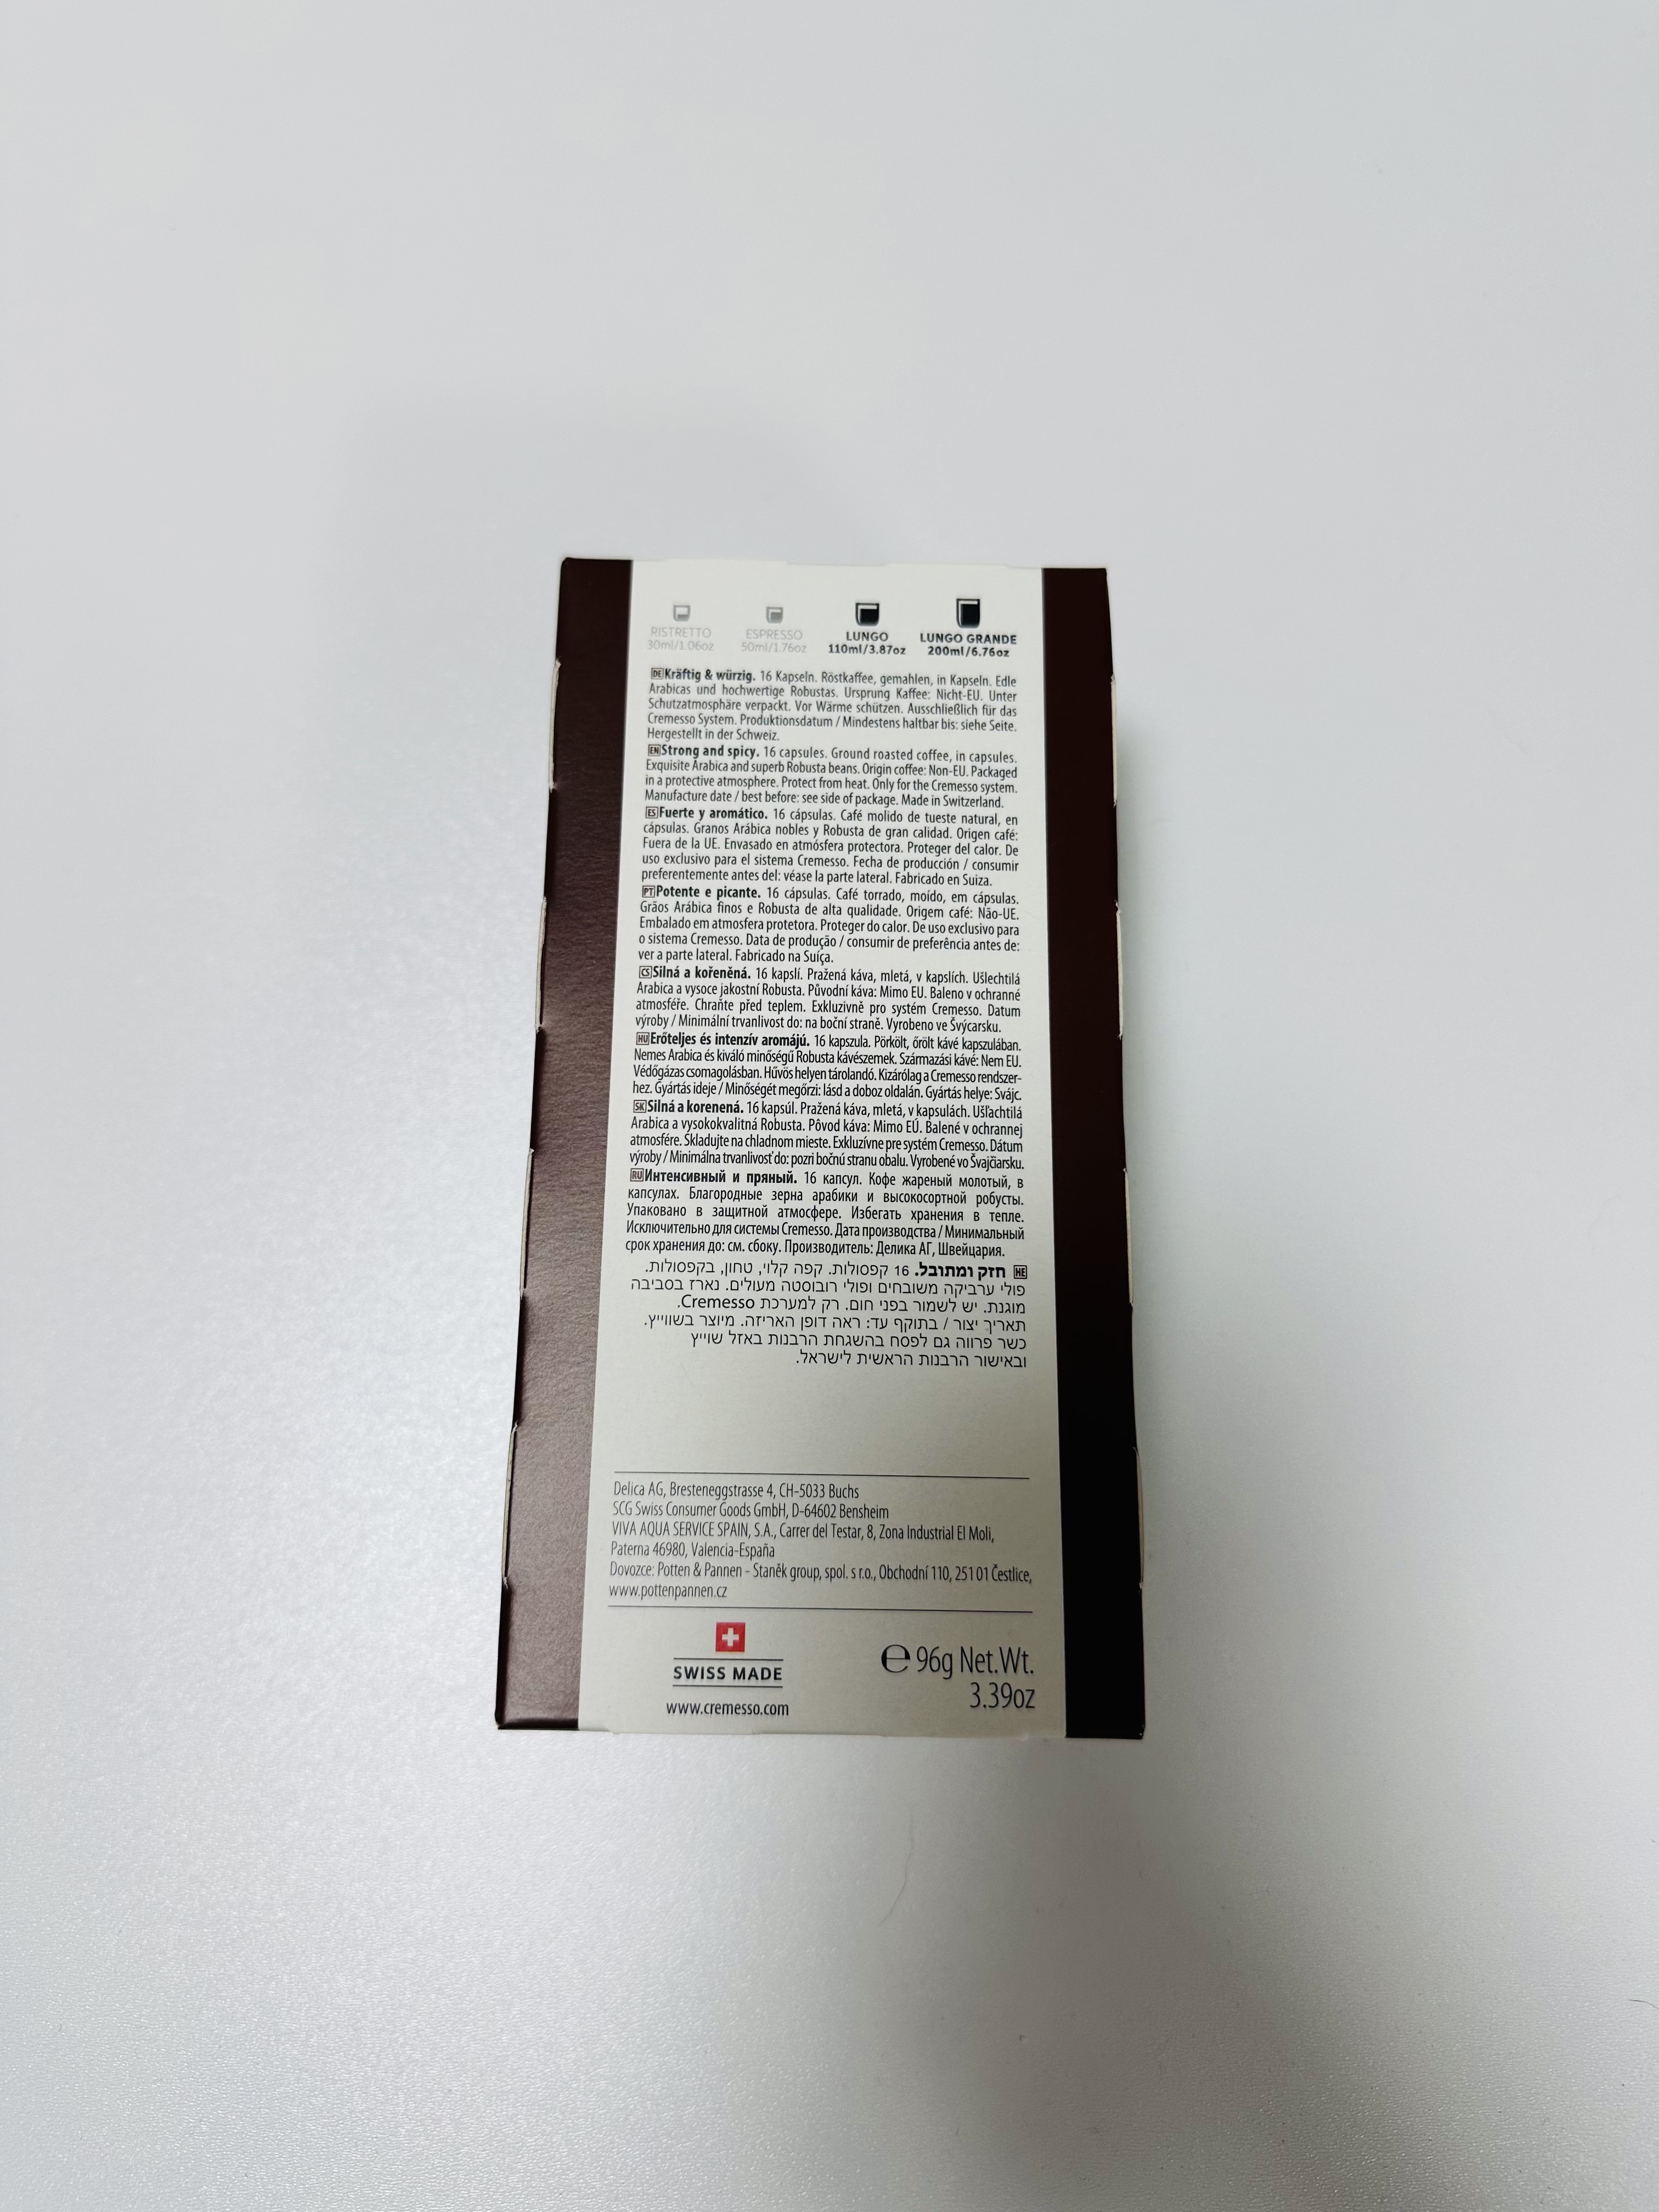 RISTRETTO
30ml/1.06oz
ESPRESSO
50ml/1.76oz
LUNGO
110ml/3.87oz
LUNGO GRANDE
200ml/6.76oz
DE Kräftig & würzig. 16 Kapseln. Röstkaffee, gemahlen, in Kapseln. Edle
Arabicas und hochwertige Robustas. Ursprung Kaffee: Nicht-EU. Unter
Schutzatmosphäre verpackt. Vor Wärme schützen. Ausschließlich für das
Cremesso System. Produktionsdatum / Mindestens haltbar bis: siehe Seite.
Hergestellt in der Schweiz.
EN Strong and spicy. 16 capsules. Ground roasted coffee, in capsules.
Exquisite Arabica and superb Robusta beans. Origin coffee: Non-EU. Packaged
in a protective atmosphere. Protect from heat. Only for the Cremesso system.
Manufacture date / best before: see side of package. Made in Switzerland.
ES Fuerte y aromático. 16 cápsulas. Café molido de tueste natural, en
cápsulas. Granos Arábica nobles y Robusta de gran calidad. Origen café:
Fuera de la UE. Envasado en atmósfera protectora. Proteger del calor. De
uso exclusivo para el sistema Cremesso. Fecha de producción / consumir
preferentemente antes del: véase la parte lateral. Fabricado en Suiza.
PT Potente e picante. 16 cápsulas. Café torrado, moído, em cápsulas.
Grãos Arábica finos e Robusta de alta qualidade. Origem café: Não-UE.
Embalado em atmosfera protetora. Proteger do calor. De uso exclusivo para
o sistema Cremesso. Data de produção / consumir de preferência antes de:
ver a parte lateral. Fabricado na Suíça.
CS Silná a kořeněná. 16 kapslí. Pražená káva, mletá, v kapslích. Ušlechtilá
Arabica a vysoce jakostní Robusta. Původní káva: Mimo EU. Baleno v ochranné
atmosféře. Chraňte před teplem. Exkluzivně pro systém Cremesso. Datum
výroby / Minimální trvanlivost do: na boční straně. Vyrobeno ve Švýcarsku.
HU Erőteljes és intenzív aromájú. 16 kapszula. Pörkölt, őrölt kávé kapszulában.
Nemes Arabica és kiváló minőségű Robusta kávészemek. Származási kávé: Nem EU.
Védőgázas csomagolásban. Hűvös helyen tárolandó. Kizárólag a Cremesso rendszer-
hez. Gyártás ideje / Minőségét megőrzi: lásd a doboz oldalán. Gyártás helye: Svájc.
SK Silná a korenená. 16 kapsúl. Pražená káva, mletá, v kapsulách. Ušľachtilá
Arabica a vysokokvalitná Robusta. Pôvod káva: Mimo EÚ. Balené v ochrannej
atmosfére. Skladujte na chladnom mieste. Exkluzívne pre systém Cremesso. Dátum
výroby / Minimálna trvanlivosť do: pozri bočnú stranu obalu. Vyrobené vo Švajčiarsku.
RU Интенсивный и пряный. 16 капсул. Кофе жареный молотый, в
капсулах. Благородные зерна арабики и высокосортной робусты.
Упаковано в защитной атмосфере. Избегать хранения в тепле.
Исключительно для системы Cremesso. Дата производства / Минимальный
срок хранения до: см. сбоку. Производитель: Делика АГ, Швейцария.
HE חזק ומתובל. 16 קפסולות. קפה קלוי, טחון, בקפסולות.
פולי ערביקה משובחים ופולי רובוסטה מעולים. נארז בסביבה
מוגנת. יש לשמור בפני חום. רק למערכת Cremesso.
תאריך יצור / בתוקף עד: ראה דופן האריזה. מיוצר בשווייץ.
כשר פרווה גם לפסח בהשגחת הרבנות באזל שוייץ
ובאישור הרבנות הראשית לישראל.
Delica AG, Bresteneggstrasse 4, CH-5033 Buchs
SCG Swiss Consumer Goods GmbH, D-64602 Bensheim
VIVA AQUA SERVICE SPAIN, S.A., Carrer del Testar, 8, Zona Industrial El Moli,
Paterna 46980, Valencia-España
Dovozce: Potten & Pannen - Staněk group, spol. s r.o., Obchodní 110, 251 01 Čestlice,
www.pottenpannen.cz
SWISS MADE
www.cremesso.com
℮ 96g Net.Wt.
3.39oz